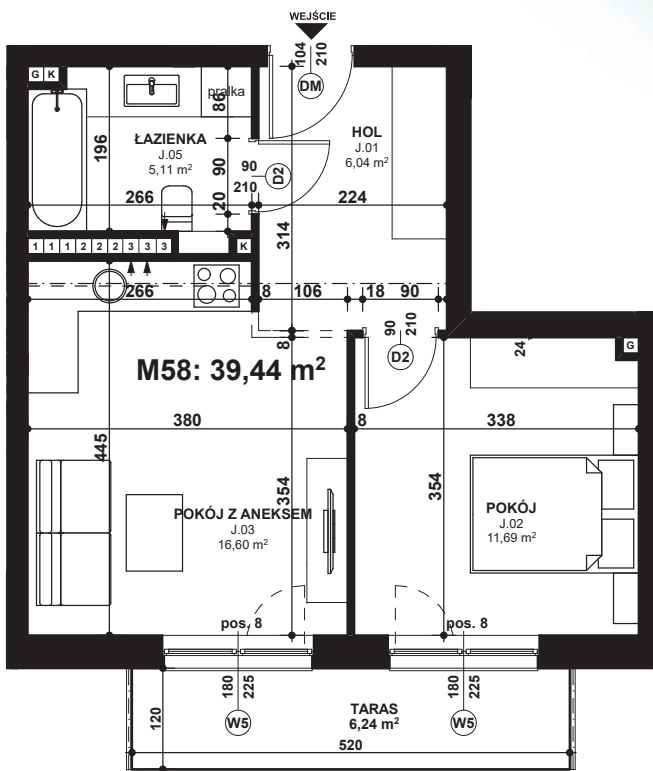 WEJŚCIE
104
210
DM
G K
pralka
86
ŁAZIENKA
J.05
5,11 m²
196
90
20
266
90
210
D2
HOL
J.01
6,04 m²
224
314
1 1 1 2 2 2 3 3 3
K
266
8
106
18
90
90
210
D2
8
24
G
M58: 39,44 m²
380
8
338
445
354
354
POKÓJ Z ANEKSEM
J.03
16,60 m²
POKÓJ
J.02
11,69 m²
pos. 8
pos. 8
180
225
W5
180
225
W5
120
TARAS
6,24 m²
520